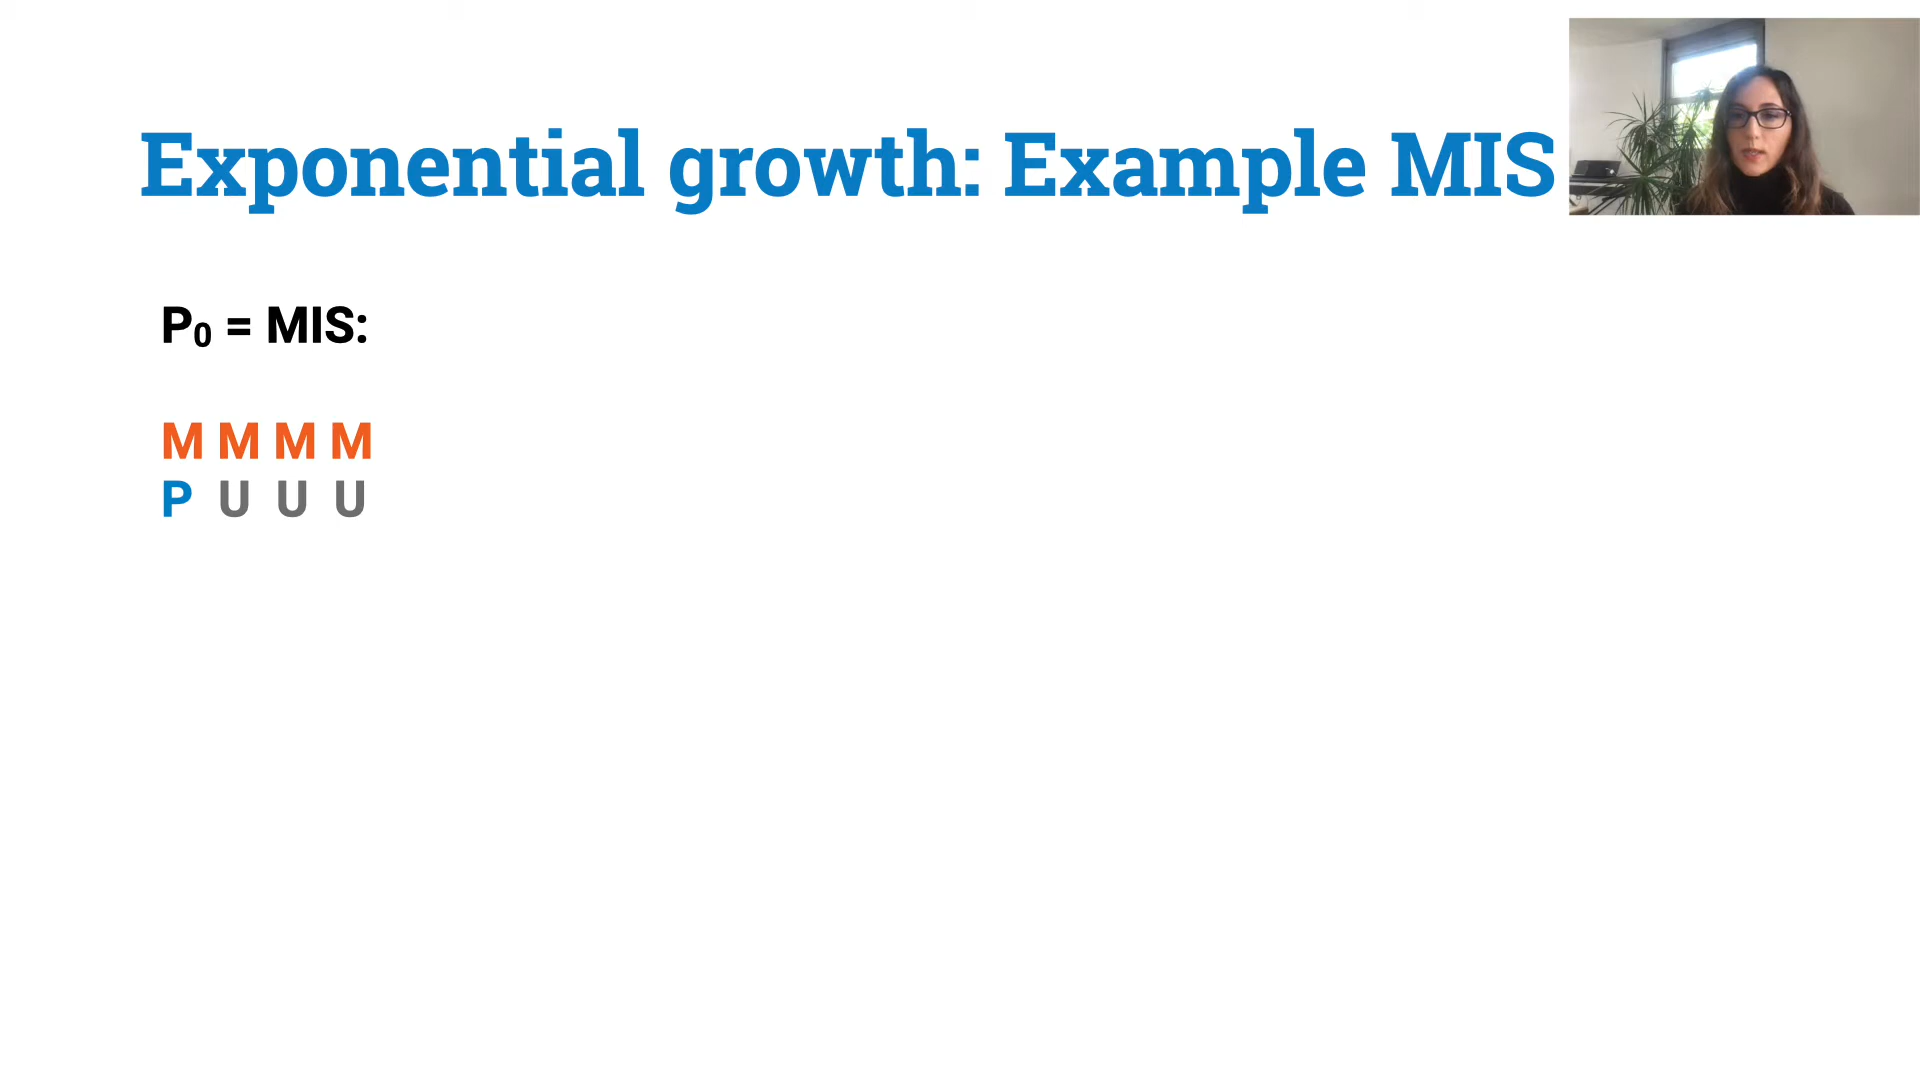 Exponential growth: Example MIS
P₀ = MIS:
M M M M
P U U U